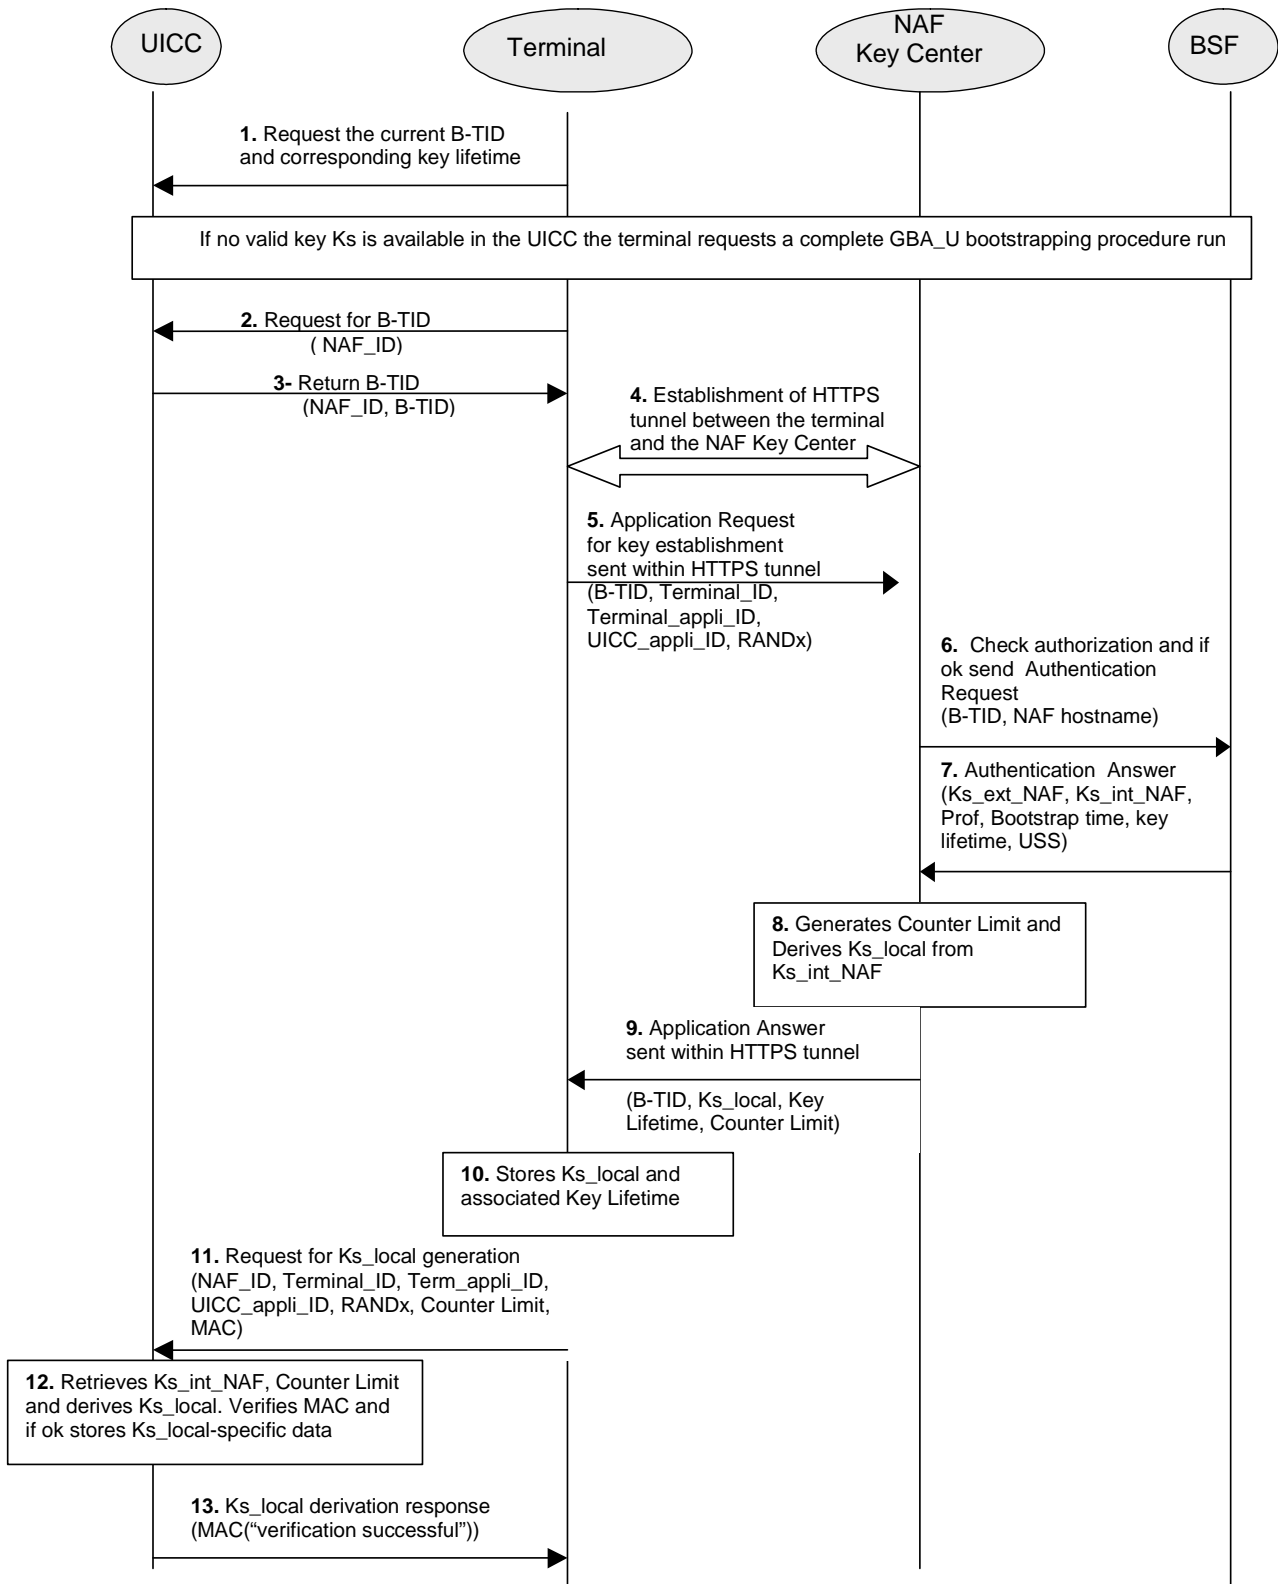 UICC
Terminal
NAF
Key Center
BSF
1. Request the current B-TID
and corresponding key lifetime
If no valid key Ks is available in the UICC the terminal requests a complete GBA_U bootstrapping procedure run
2. Request for B-TID
( NAF_ID)
3- Return B-TID
(NAF_ID, B-TID)
4. Establishment of HTTPS
tunnel between the terminal
and the NAF Key Center
5. Application Request
for key establishment
sent within HTTPS tunnel
(B-TID, Terminal_ID,
Terminal_appli_ID,
UICC_appli_ID, RANDx)
6. Check authorization and if
ok send Authentication
Request
(B-TID, NAF hostname)
7. Authentication Answer
(Ks_ext_NAF, Ks_int_NAF,
Prof, Bootstrap time, key
lifetime, USS)
8. Generates Counter Limit and
Derives Ks_local from
Ks_int_NAF
9. Application Answer
sent within HTTPS tunnel
(B-TID, Ks_local, Key
Lifetime, Counter Limit)
10. Stores Ks_local and
associated Key Lifetime
11. Request for Ks_local generation
(NAF_ID, Terminal_ID, Term_appli_ID,
UICC_appli_ID, RANDx, Counter Limit,
MAC)
12. Retrieves Ks_int_NAF, Counter Limit
and derives Ks_local. Verifies MAC and
if ok stores Ks_local-specific data
13. Ks_local derivation response
(MAC(“verification successful”))